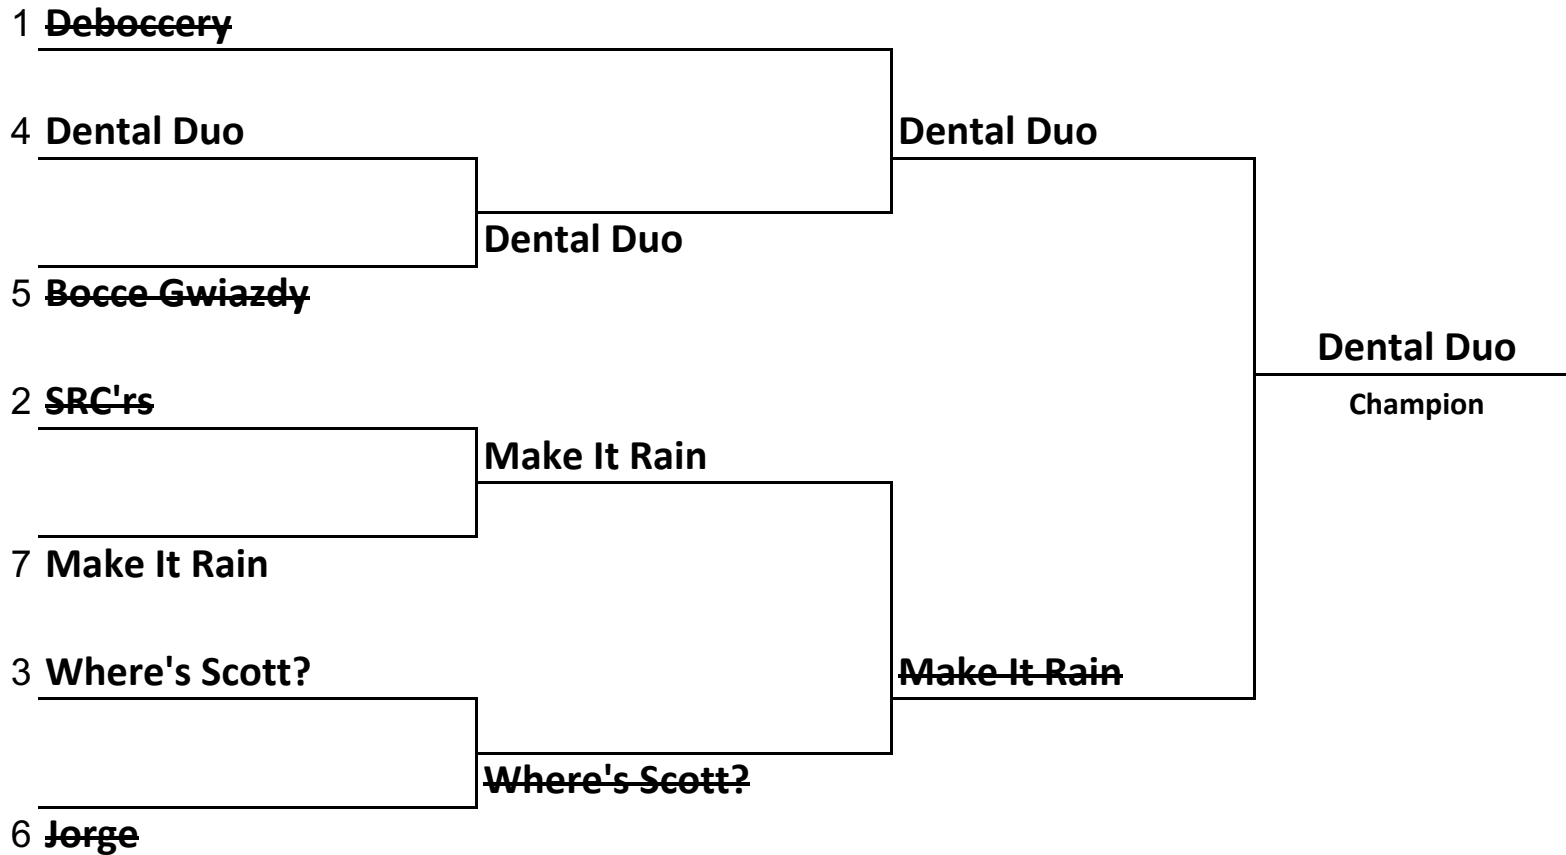 1 Deboccery
4 Dental Duo
Dental Duo
Dental Duo
5 Bocce Gwiazdy
Dental Duo
Champion
2 SRC'rs
Make It Rain
7 Make It Rain
3 Where's Scott?
Make It Rain
Where's Scott?
6 Jorge